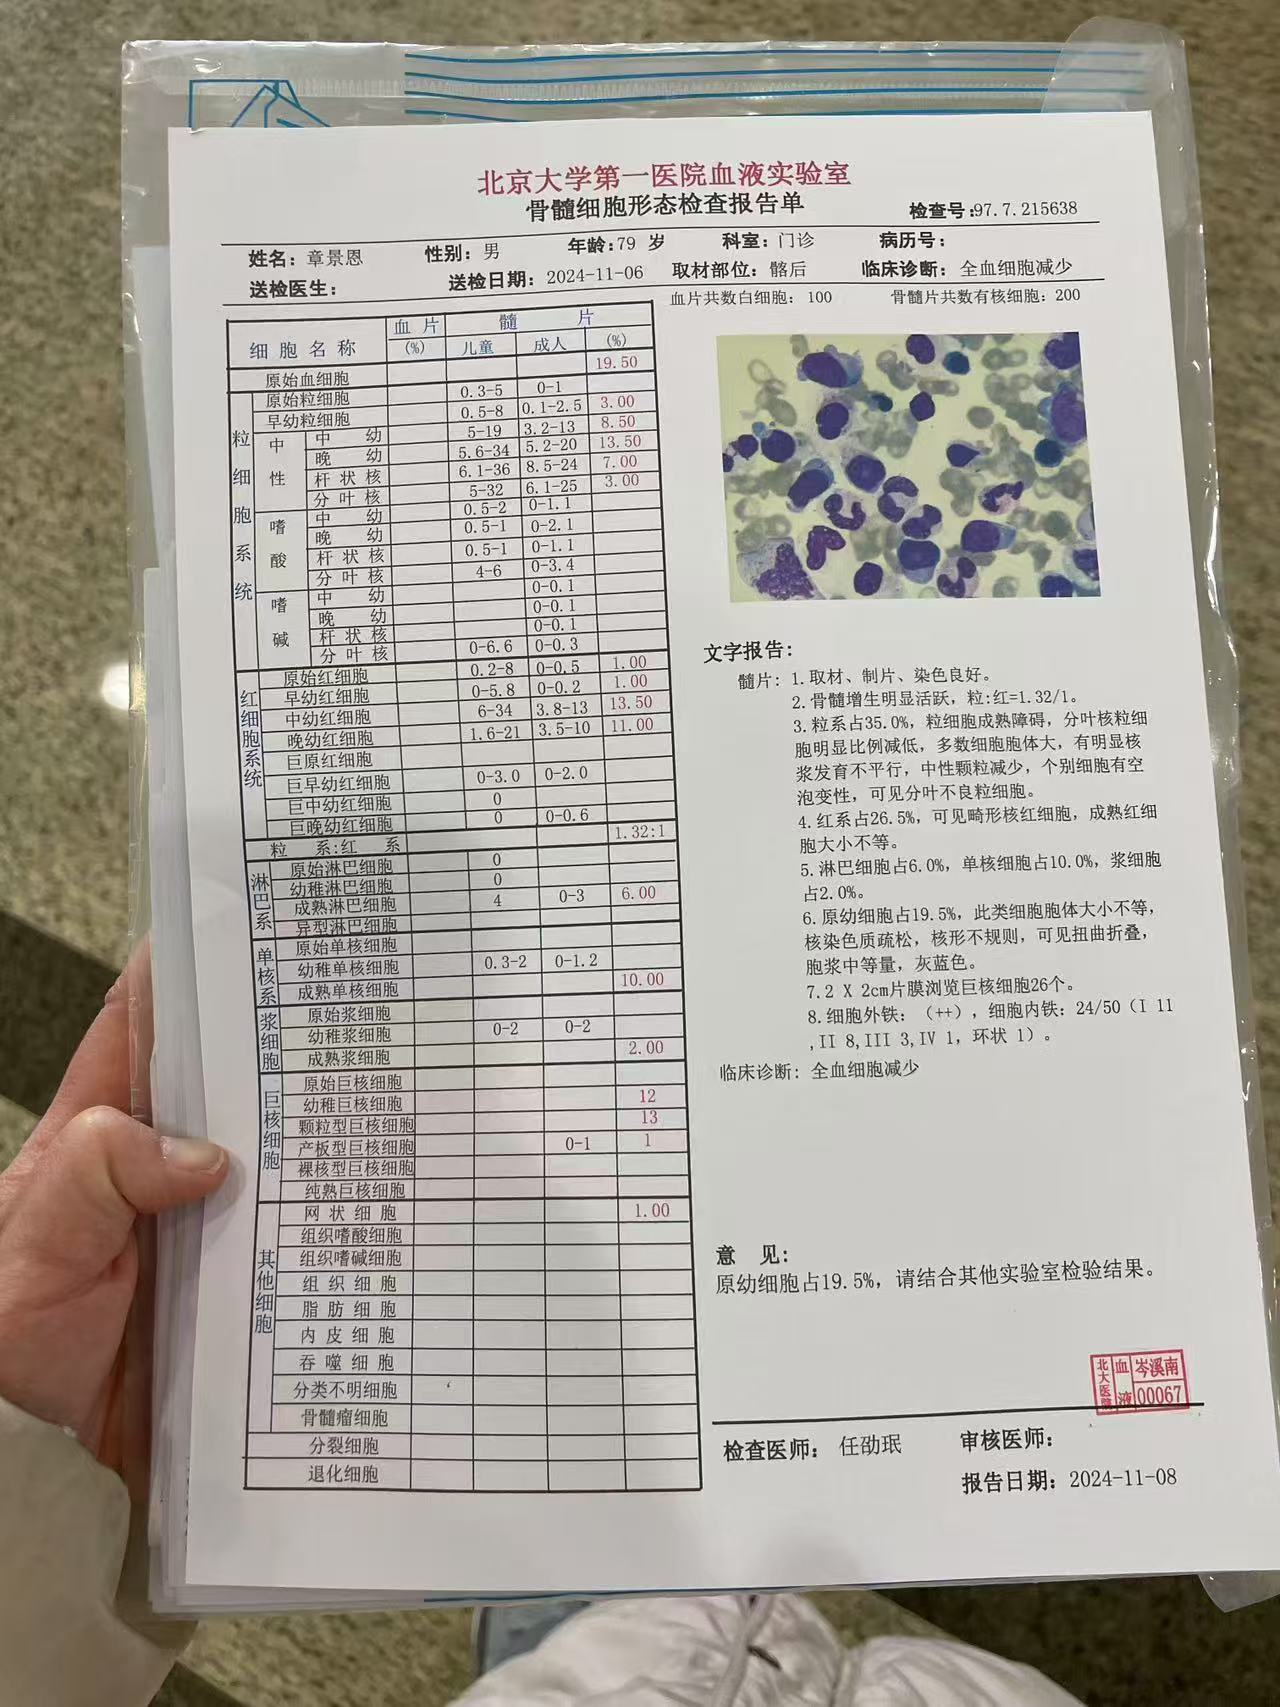 北京大学第一医院血液实验室
骨髓细胞形态检查报告单
检查号:97.7.215638
姓名: 章景恩 性别: 男 年龄:79 岁 科室: 门诊 病历号:
送检医生: 送检日期: 2024-11-06 取材部位: 髂后 临床诊断: 全血细胞减少
血片共数白细胞: 100 骨髓片共数有核细胞: 200
细胞名称 血片 髓片
(%) 儿童 成人 (%)
原始血细胞 19.50
粒细胞系统
原始粒细胞 0.3-5 0-1
早幼粒细胞 0.5-8 0.1-2.5 3.00
中性
中幼 5-19 3.2-13 8.50
晚幼 5.6-34 5.2-20 13.50
杆状核 6.1-36 8.5-24 7.00
分叶核 5-32 6.1-25 3.00
嗜酸
中幼 0.5-2 0-1.1
晚幼 0.5-1 0-2.1
杆状核 0.5-1 0-1.1
分叶核 4-6 0-3.4
嗜碱
中幼 0-0.1
晚幼 0-0.1
杆状核 0-0.1
分叶核 0-6.6 0-0.3
红细胞系统
原始红细胞 0.2-8 0-0.5 1.00
早幼红细胞 0-5.8 0-0.2 1.00
中幼红细胞 6-34 3.8-13 13.50
晚幼红细胞 1.6-21 3.5-10 11.00
巨原红细胞
巨早幼红细胞 0-3.0 0-2.0
巨中幼红细胞 0
巨晚幼红细胞 0 0-0.6
粒系:红系 1.32:1
淋巴系
原始淋巴细胞 0
幼稚淋巴细胞 0
成熟淋巴细胞 4 0-3 6.00
异型淋巴细胞
单核系
原始单核细胞
幼稚单核细胞 0.3-2 0-1.2
成熟单核细胞 10.00
浆细胞
原始浆细胞
幼稚浆细胞 0-2 0-2
成熟浆细胞 2.00
巨核细胞
原始巨核细胞
幼稚巨核细胞 12
颗粒型巨核细胞 13
产板型巨核细胞 0-1 1
裸核型巨核细胞
纯熟巨核细胞
其他细胞
网状细胞 1.00
组织嗜酸细胞
组织嗜碱细胞
组织细胞
脂肪细胞
内皮细胞
吞噬细胞
分类不明细胞
骨髓瘤细胞
分裂细胞
退化细胞
文字报告:
髓片: 1.取材、制片、染色良好。
2.骨髓增生明显活跃，粒:红=1.32/1。
3.粒系占35.0%，粒细胞成熟障碍，分叶核粒细
胞明显比例减低，多数细胞胞体大，有明显核
浆发育不平行，中性颗粒减少，个别细胞有空
泡变性，可见分叶不良粒细胞。
4.红系占26.5%，可见畸形核红细胞，成熟红细
胞大小不等。
5.淋巴细胞占6.0%，单核细胞占10.0%，浆细胞
占2.0%。
6.原幼细胞占19.5%，此类细胞胞体大小不等，
核染色质疏松，核形不规则，可见扭曲折叠，
胞浆中等量，灰蓝色。
7.2 X 2cm片膜浏览巨核细胞26个。
8.细胞外铁: （++），细胞内铁: 24/50（I 11
,II 8,III 3,IV 1，环状 1）。
临床诊断: 全血细胞减少
意 见:
原幼细胞占19.5%，请结合其他实验室检验结果。
北大医院 血液 岑溪南 00067
检查医师: 任劭珉 审核医师:
报告日期: 2024-11-08